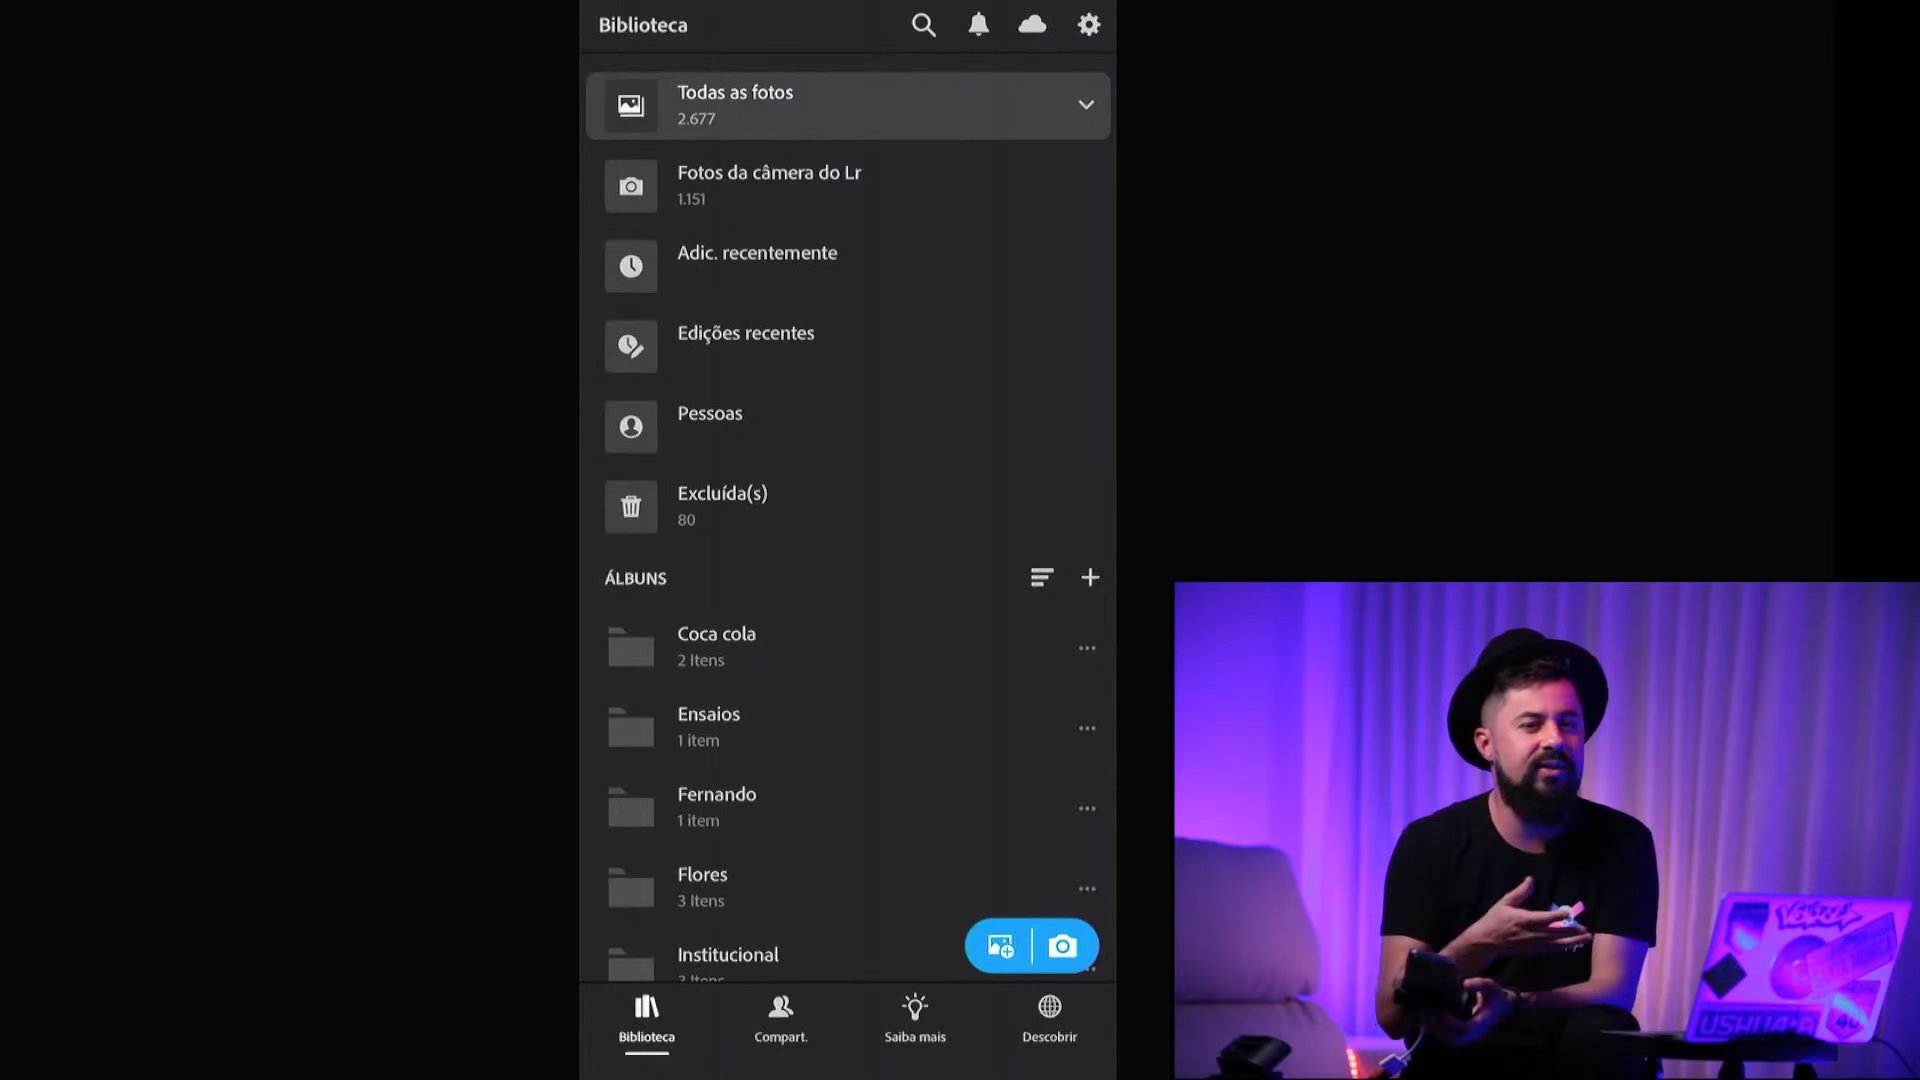 Biblioteca
Todas as fotos
2.677
Fotos da câmera do Lr
1.151
Adic. recentemente
Edições recentes
Pessoas
Excluída(s)
80
ÁLBUNS
Coca cola
2 Itens
Ensaios
1 item
Fernando
1 item
Flores
3 Itens
Institucional
Biblioteca
Compart.
Saiba mais
Descobrir
USHUAIA